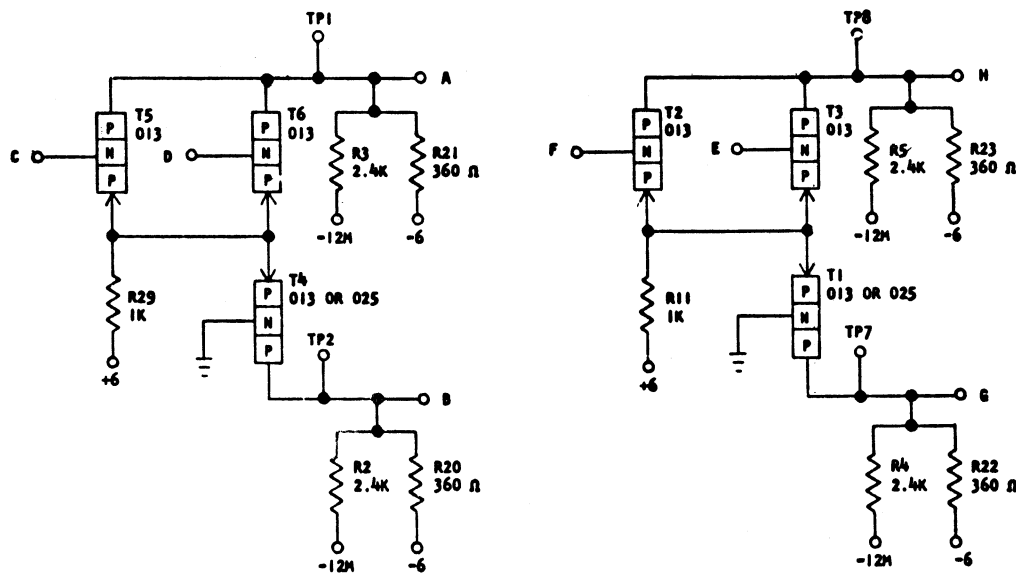 TP1
A
T5
013
P
N
P
C
T6
013
P
N
P
D
R3
2.4K
R21
360 Ω
-12M
-6
R29
1K
+6
T4
013 OR 025
P
N
P
TP2
B
R2
2.4K
R20
360 Ω
-12M
-6
TP8
H
T2
013
P
N
P
F
T3
013
P
N
P
E
R5
2.4K
R23
360 Ω
-12M
-6
R11
1K
+6
T1
013 OR 025
P
N
P
TP7
G
R4
2.4K
R22
360 Ω
-12M
-6